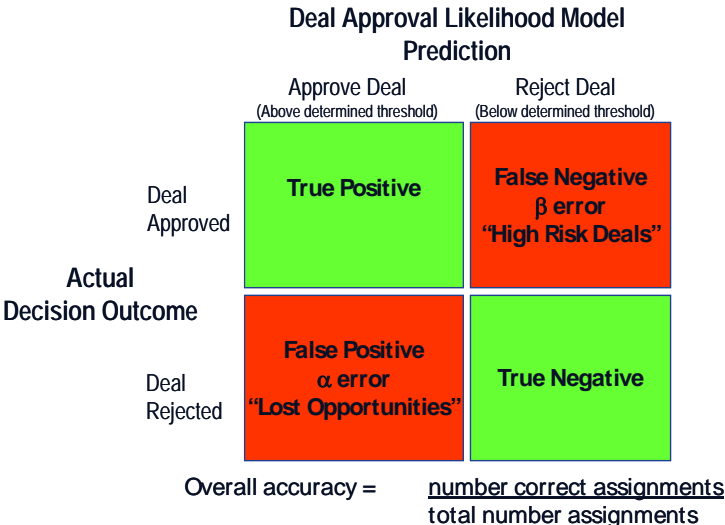 Deal Approval Likelihood Model
Prediction
Approve Deal
(Above determined threshold)
Reject Deal
(Below determined threshold)
Deal
Approved
True Positive
False Negative
β error
“High Risk Deals”
Actual
Decision Outcome
Deal
Rejected
False Positive
α error
“Lost Opportunities”
True Negative
Overall accuracy =
number correct assignments
total number assignments